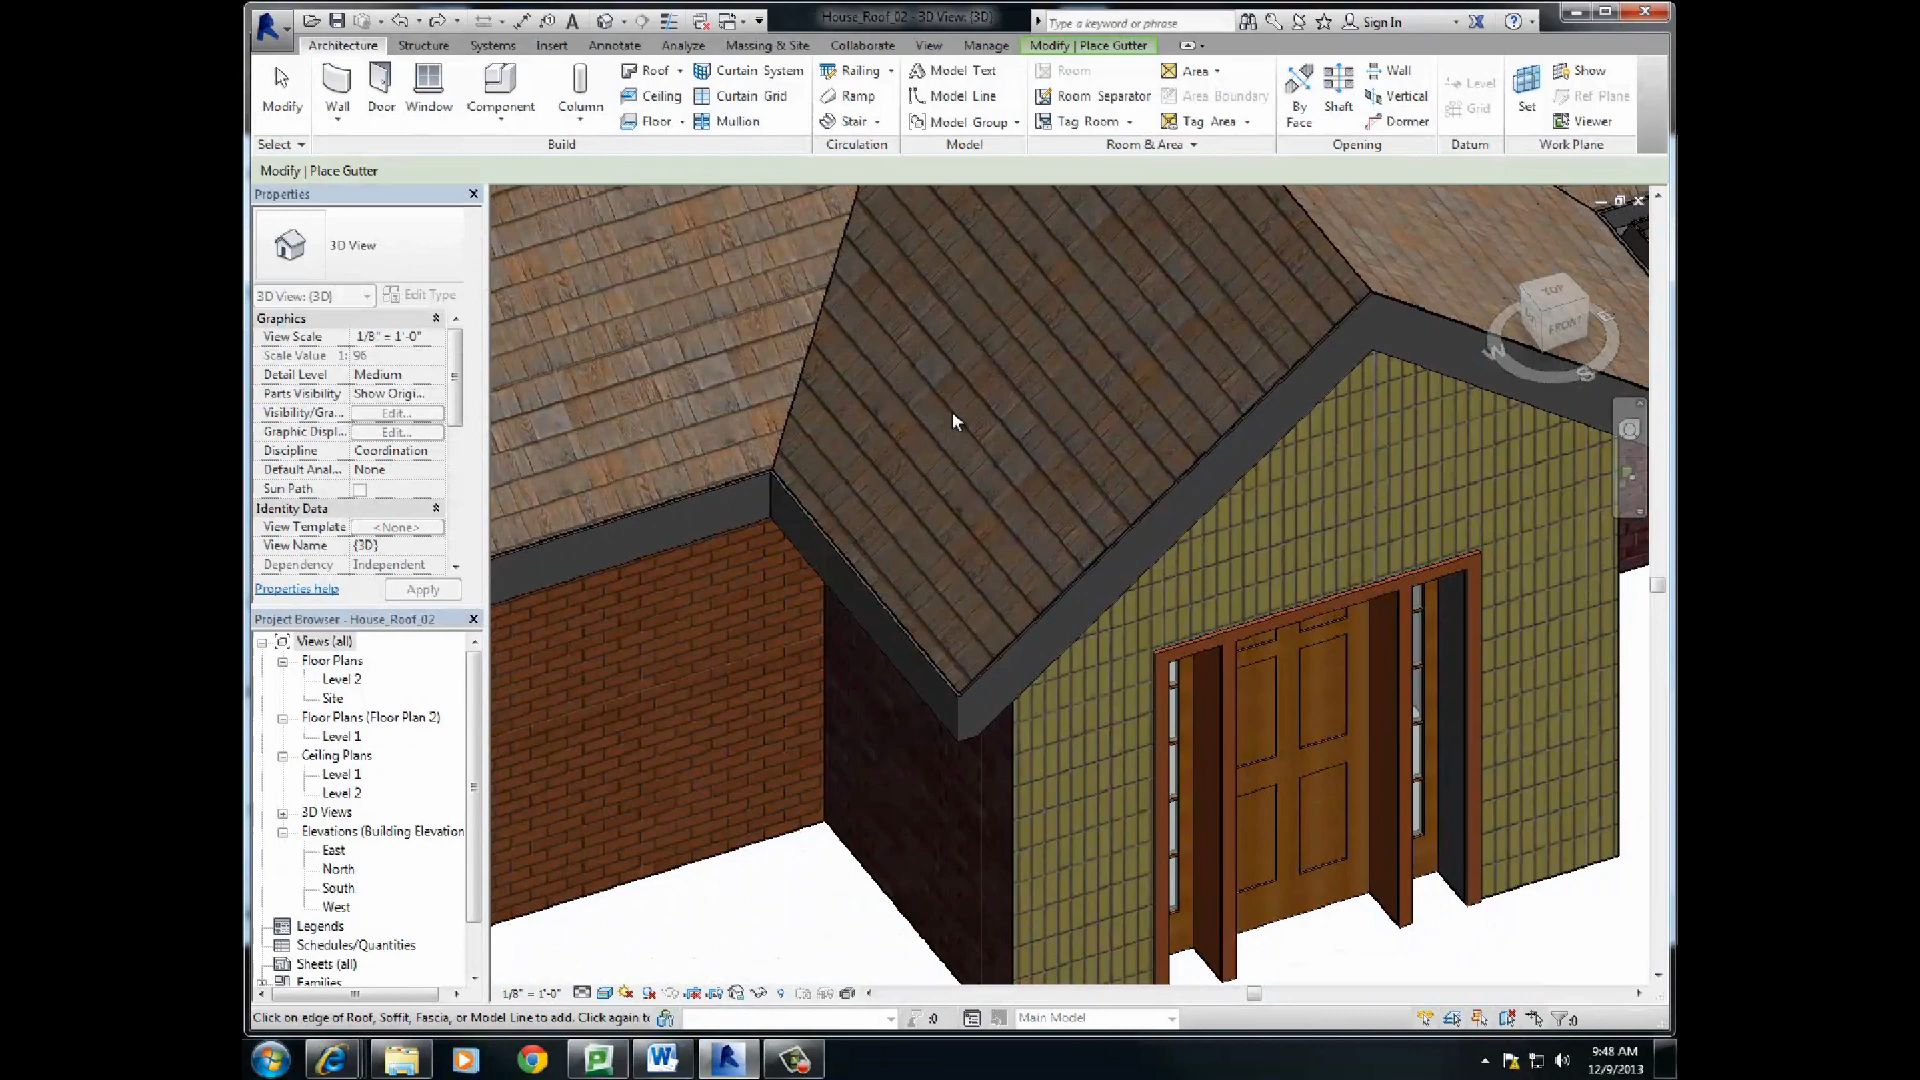 House_Roof_02 - 3D View: {3D}
Type a keyword or phrase
Sign In
Architecture Structure Systems Insert Annotate Analyze Massing & Site Collaborate View Manage Modify | Place Gutter
Modify Wall Door Window Component Column
Roof Curtain System Railing Model Text Room Area By Face Shaft Wall Level Set Show
Ceiling Curtain Grid Ramp Model Line Room Separator Area Boundary Vertical Grid Ref Plane
Floor Mullion Stair Model Group Tag Room Tag Area Dormer Viewer
Select Build Circulation Model Room & Area Opening Datum Work Plane
Modify | Place Gutter
Properties
3D View
3D View: {3D} Edit Type
Graphics
View Scale 1/8" = 1'-0"
Scale Value 1: 96
Detail Level Medium
Parts Visibility Show Origi...
Visibility/Gra... Edit...
Graphic Displ... Edit...
Discipline Coordination
Default Anal... None
Sun Path
Identity Data
View Template <None>
View Name {3D}
Dependency Independent
Properties help Apply
Project Browser - House_Roof_02
Views (all)
Floor Plans
Level 2
Site
Floor Plans (Floor Plan 2)
Level 1
Ceiling Plans
Level 1
Level 2
3D Views
Elevations (Building Elevation
East
North
South
West
Legends
Schedules/Quantities
Sheets (all)
Families
TOP
FRONT
W
S
1/8" = 1'-0"
Click on edge of Roof, Soffit, Fascia, or Model Line to add. Click again tc
:0
Main Model
:0
9:48 AM
12/9/2013